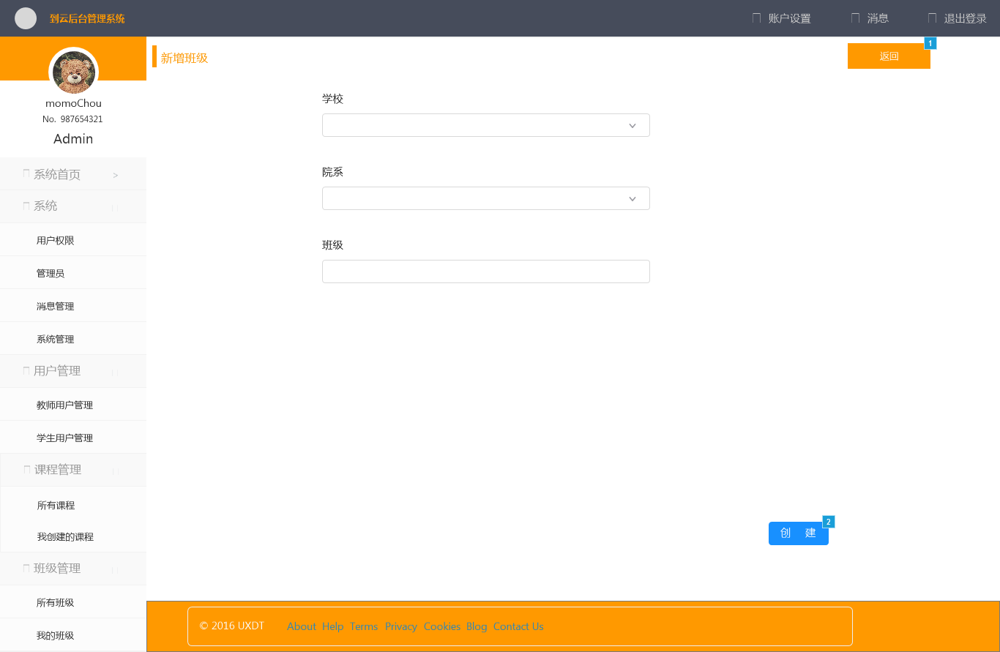 到云后台管理系统
账户设置
消息
退出登录
momoChou
No. 987654321
Admin
系统首页 >
系统
用户权限
管理员
消息管理
系统管理
用户管理
教师用户管理
学生用户管理
课程管理
所有课程
我创建的课程
班级管理
所有班级
我的班级
新增班级
返回
1
学校
院系
班级
创 建
2
© 2016 UXDT About Help Terms Privacy Cookies Blog Contact Us